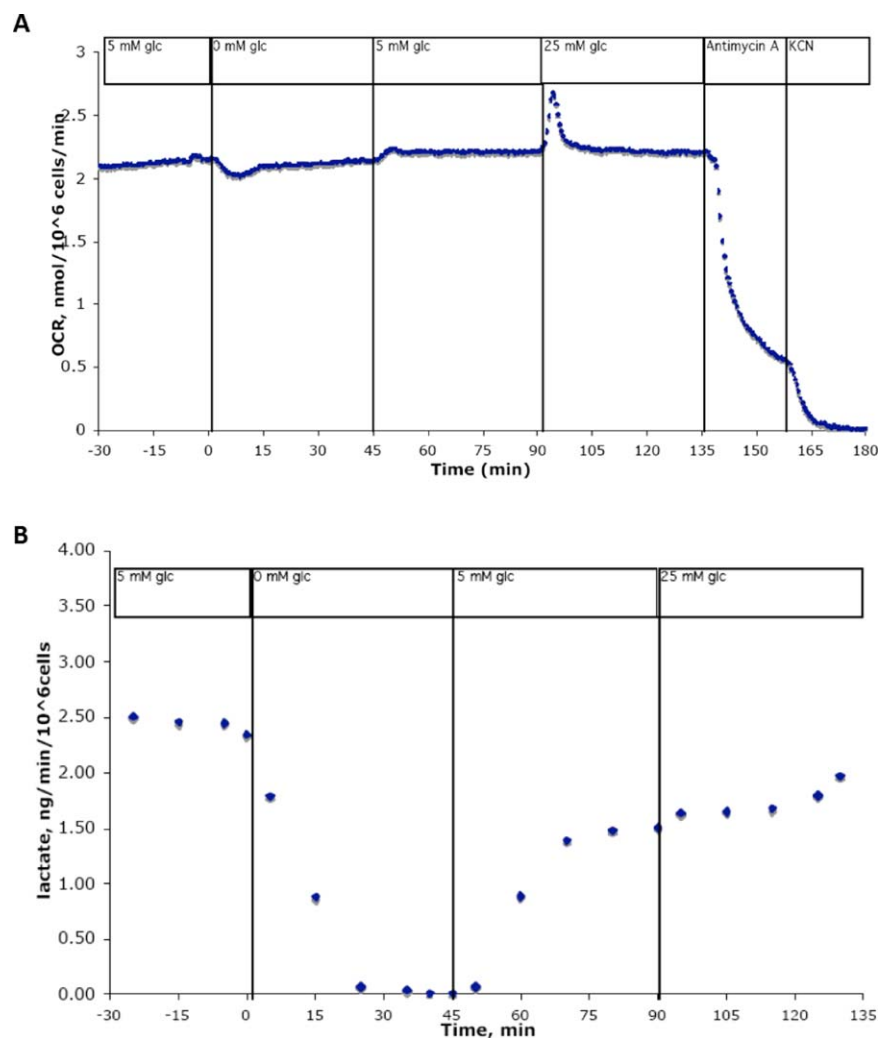 A
5 mM glc 0 mM glc 5 mM glc 25 mM glc Antimycin A KCN
3
2.5
2
1.5
1
0.5
0
OCR, nmol/10^6 cells/min
-30 -15 0 15 30 45 60 75 90 105 120 135 150 165 180
Time (min)
B
4.00
5 mM glc 0 mM glc 5 mM glc 25 mM glc
3.50
3.00
2.50
2.00
1.50
1.00
0.50
0.00
lactate, ng/min/10^6cells
-30 -15 0 15 30 45 60 75 90 105 120 135
Time, min